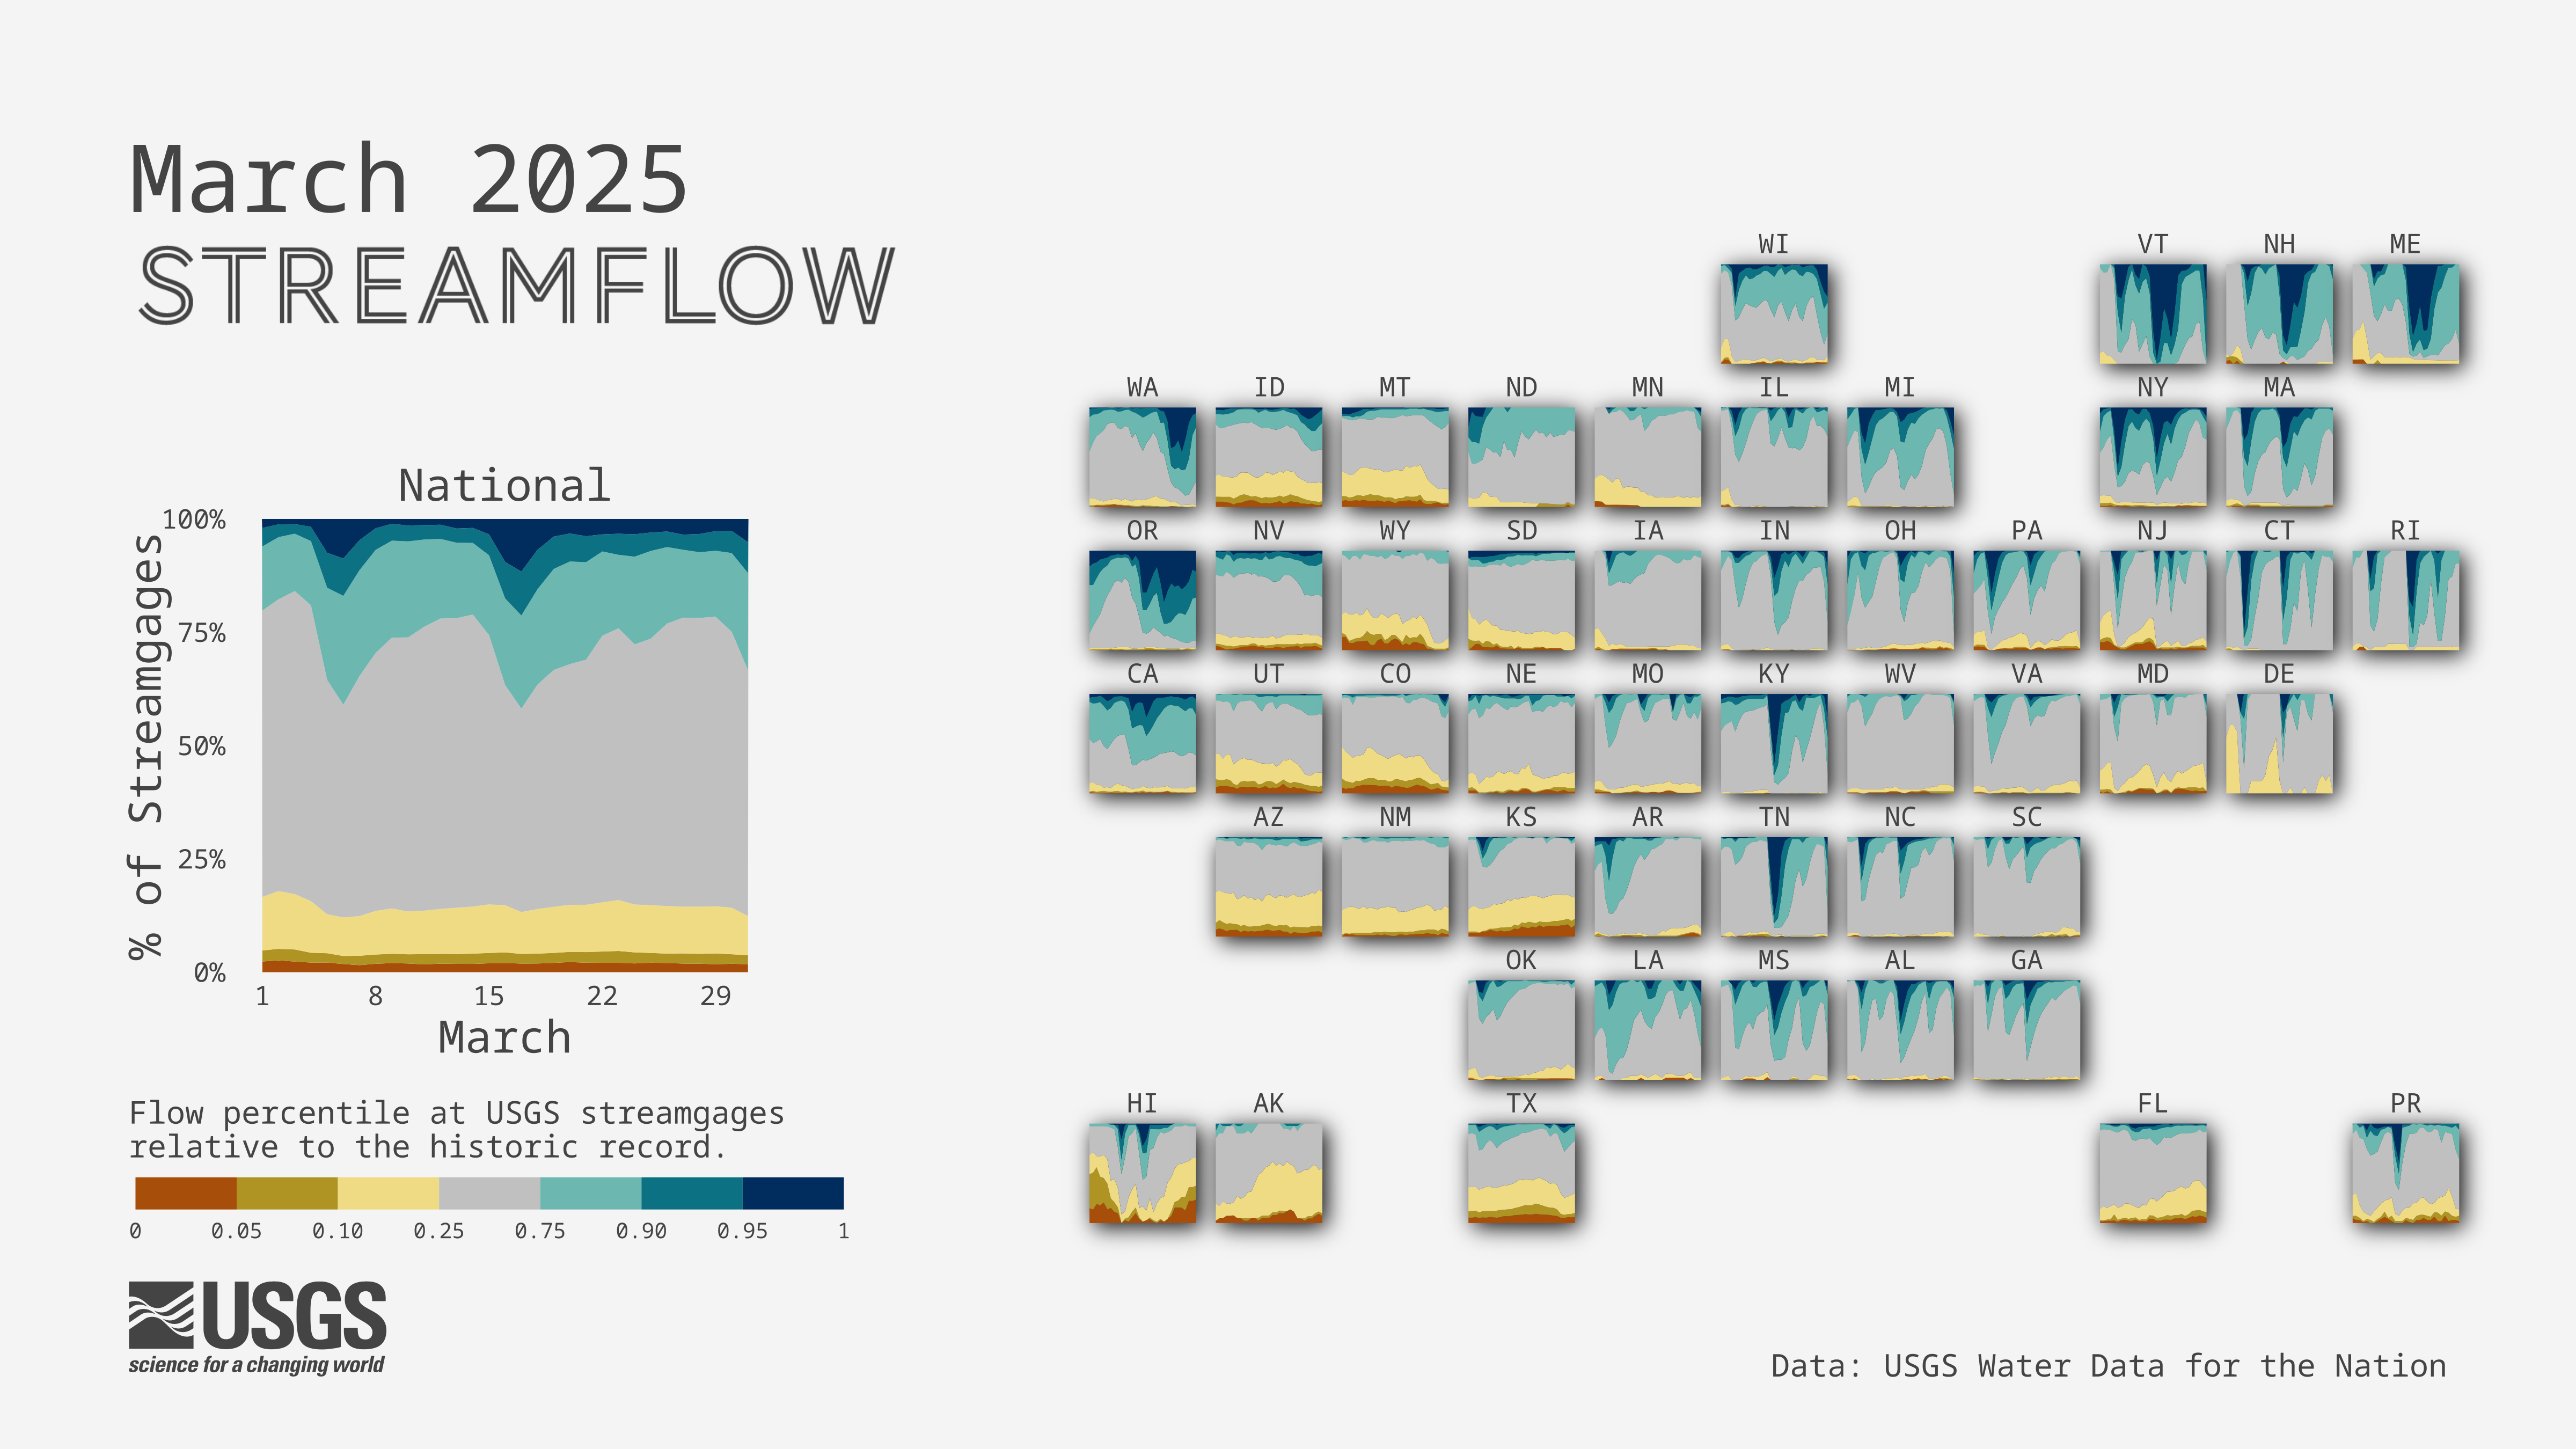 March 2025
STREAMFLOW
National
% of Streamgages
100%
75%
50%
25%
0%
1 8 15 22 29
March
Flow percentile at USGS streamgages
relative to the historic record.
0 0.05 0.10 0.25 0.75 0.90 0.95 1
USGS
science for a changing world
WI VT NH ME
WA ID MT ND MN IL MI NY MA
OR NV WY SD IA IN OH PA NJ CT RI
CA UT CO NE MO KY WV VA MD DE
AZ NM KS AR TN NC SC
OK LA MS AL GA
HI AK TX FL PR
Data: USGS Water Data for the Nation